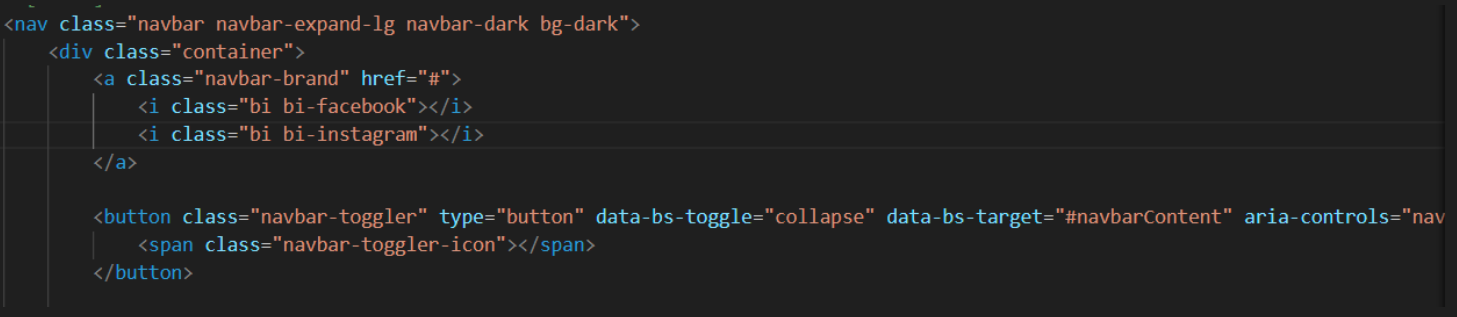 <nav class="navbar navbar-expand-lg navbar-dark bg-dark">
<div class="container">
<a class="navbar-brand" href="#">
<i class="bi bi-facebook"></i>
<i class="bi bi-instagram"></i>
</a>
<button class="navbar-toggler" type="button" data-bs-toggle="collapse" data-bs-target="#navbarContent" aria-controls="nav
<span class="navbar-toggler-icon"></span>
</button>